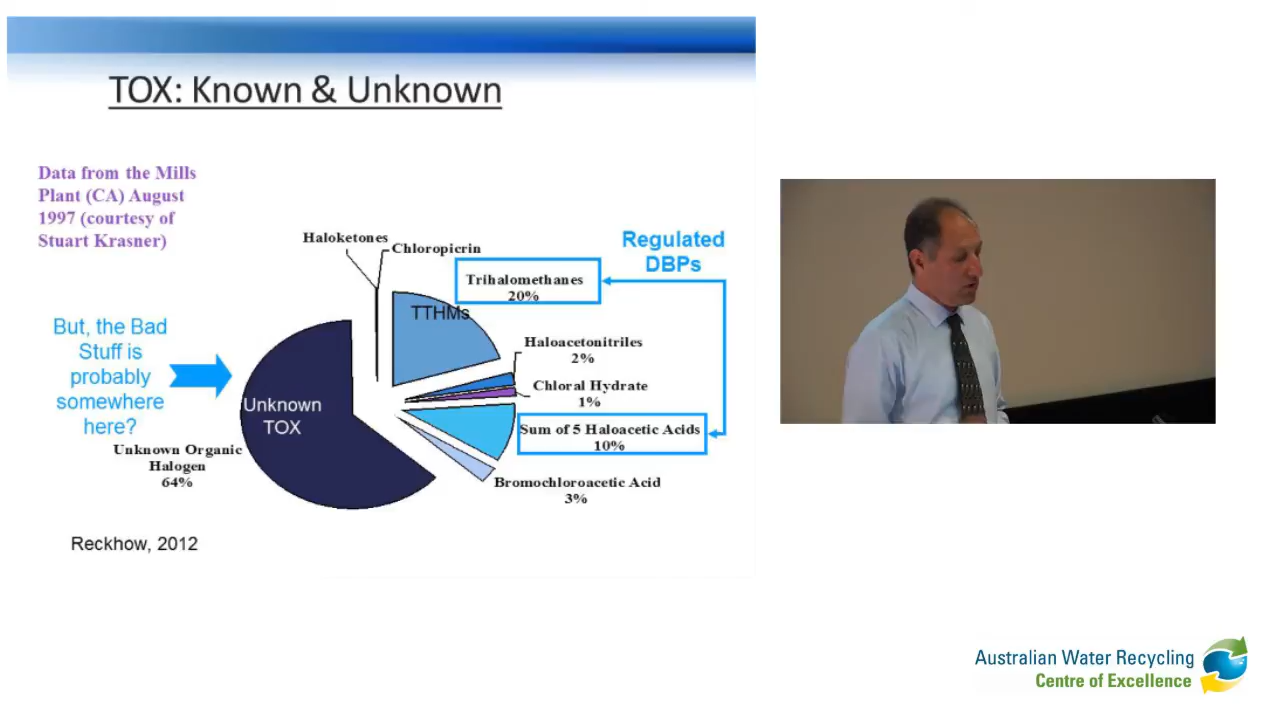 TOX: Known & Unknown
Data from the Mills
Plant (CA) August
1997 (courtesy of
Stuart Krasner)
Haloketones
Chloropicrin
Regulated
DBPs
Trihalomethanes
20%
TTHMs
But, the Bad
Stuff is
probably
somewhere
here?
Haloacetonitriles
2%
Chloral Hydrate
1%
Unknown
TOX
Sum of 5 Haloacetic Acids
10%
Unknown Organic
Halogen
64%
Bromochloroacetic Acid
3%
Reckhow, 2012
Australian Water Recycling
Centre of Excellence